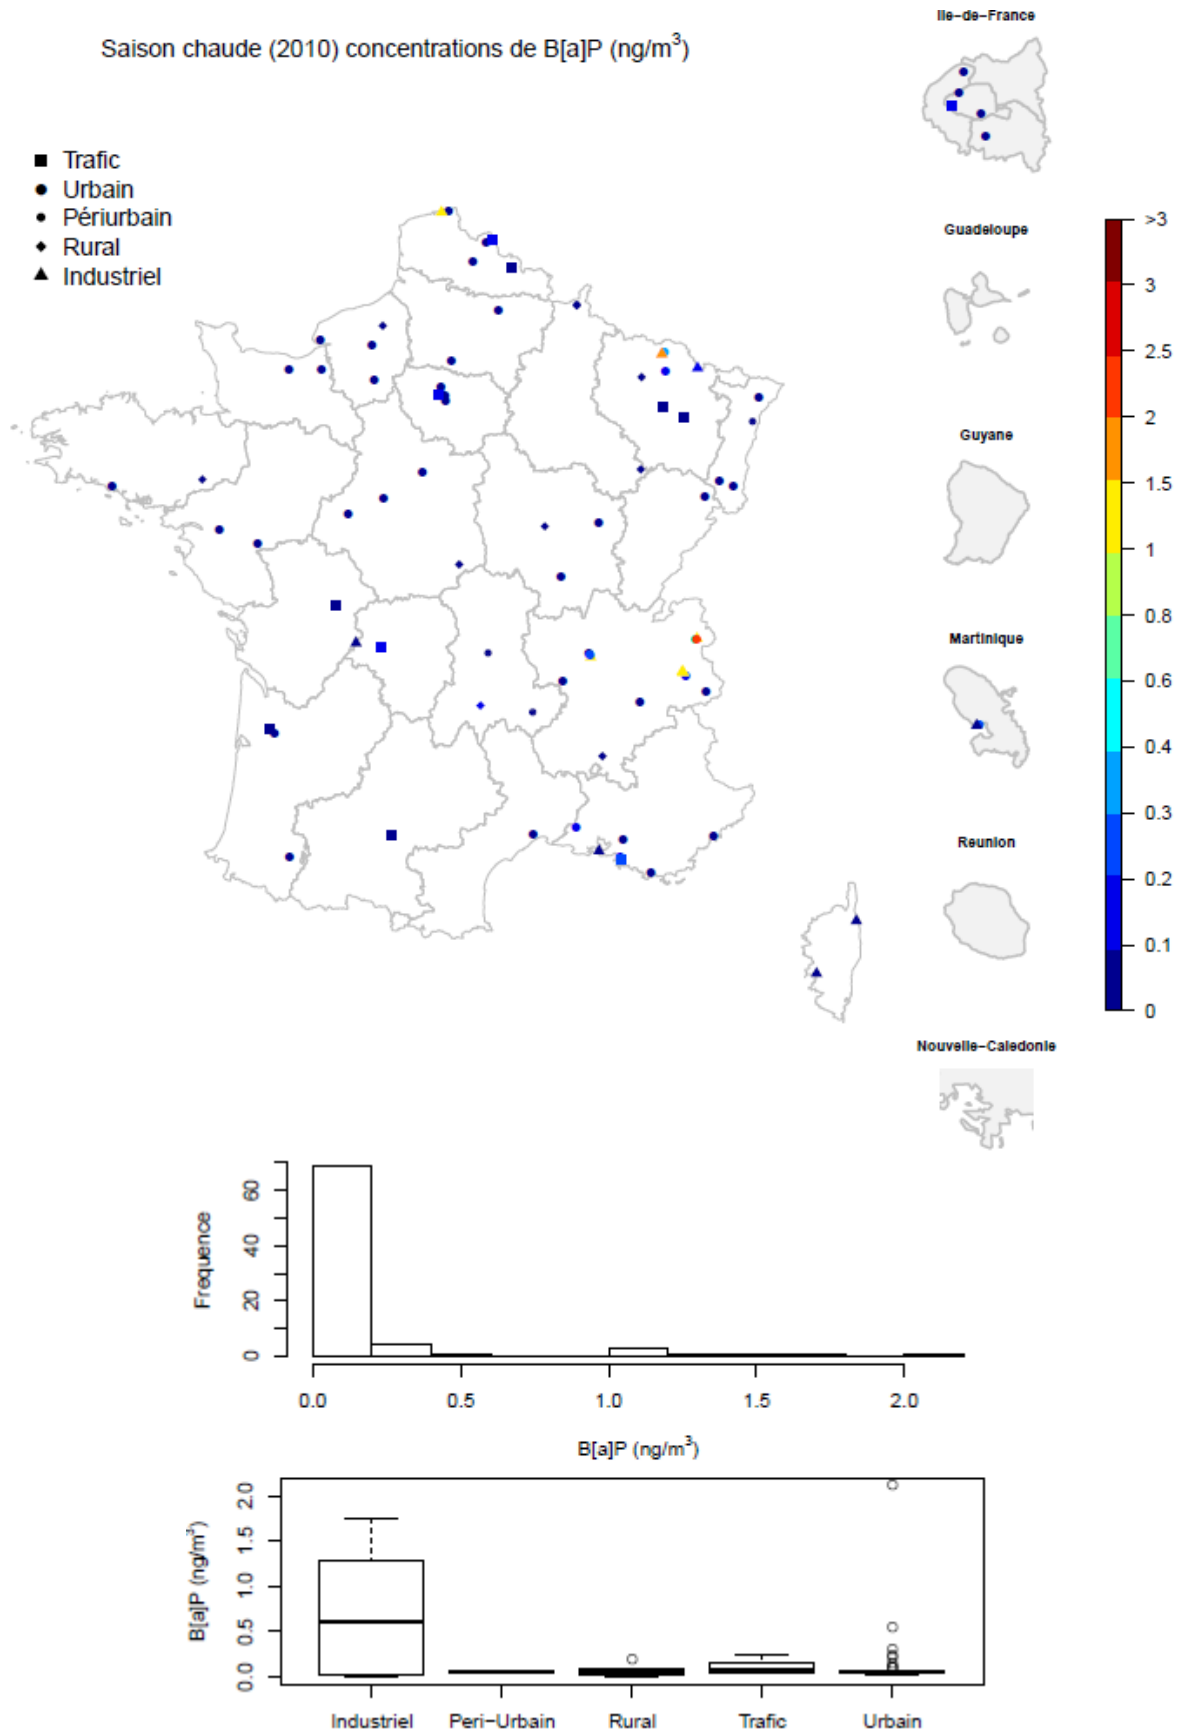 Saison chaude (2010) concentrations de B[a]P (ng/m³)
Ile-de-France
Trafic
Urbain
Périurbain
Rural
Industriel
Guadeloupe
Guyane
Martinique
Reunion
Nouvelle-Caledonie
>3
3
2.5
2
1.5
1
0.8
0.6
0.4
0.3
0.2
0.1
0
Frequence
60
40
20
0
0.0 0.5 1.0 1.5 2.0
B[a]P (ng/m³)
B[a]P (ng/m³)
2.0
1.5
1.0
0.5
0.0
Industriel Peri-Urbain Rural Trafic Urbain